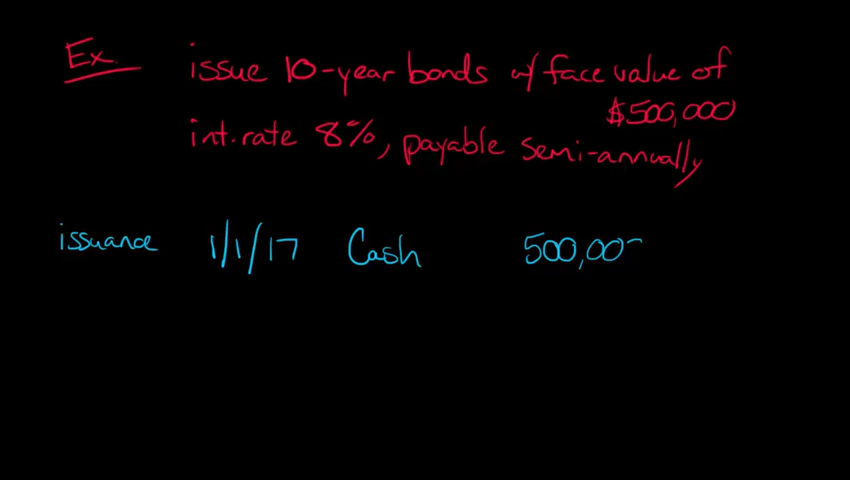 Ex: issue 10-year bonds w/ face value of
$500,000
int. rate 8%, payable semi-annually
issuance 1/1/17 Cash 500,00